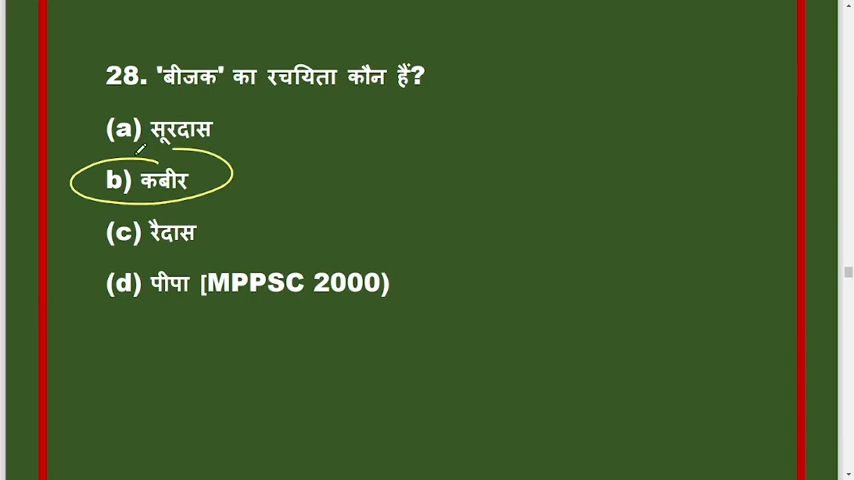 28. 'बीजक' का रचयिता कौन हैं?
(a) सूरदास
b) कबीर
(c) रैदास
(d) पीपा [MPPSC 2000)